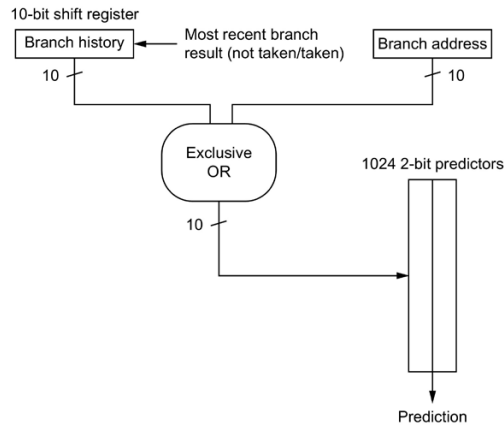 10-bit shift register
Branch history
Most recent branch
result (not taken/taken)
Branch address
10
10
Exclusive
OR
10
1024 2-bit predictors
Prediction